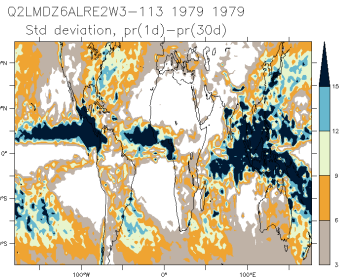 Q2LMDZ6ALRE2W3-113 1979 1979
Std deviation, pr(1d)-pr(30d)
15
12
9
0°
6
3
100°W 0° 100°E